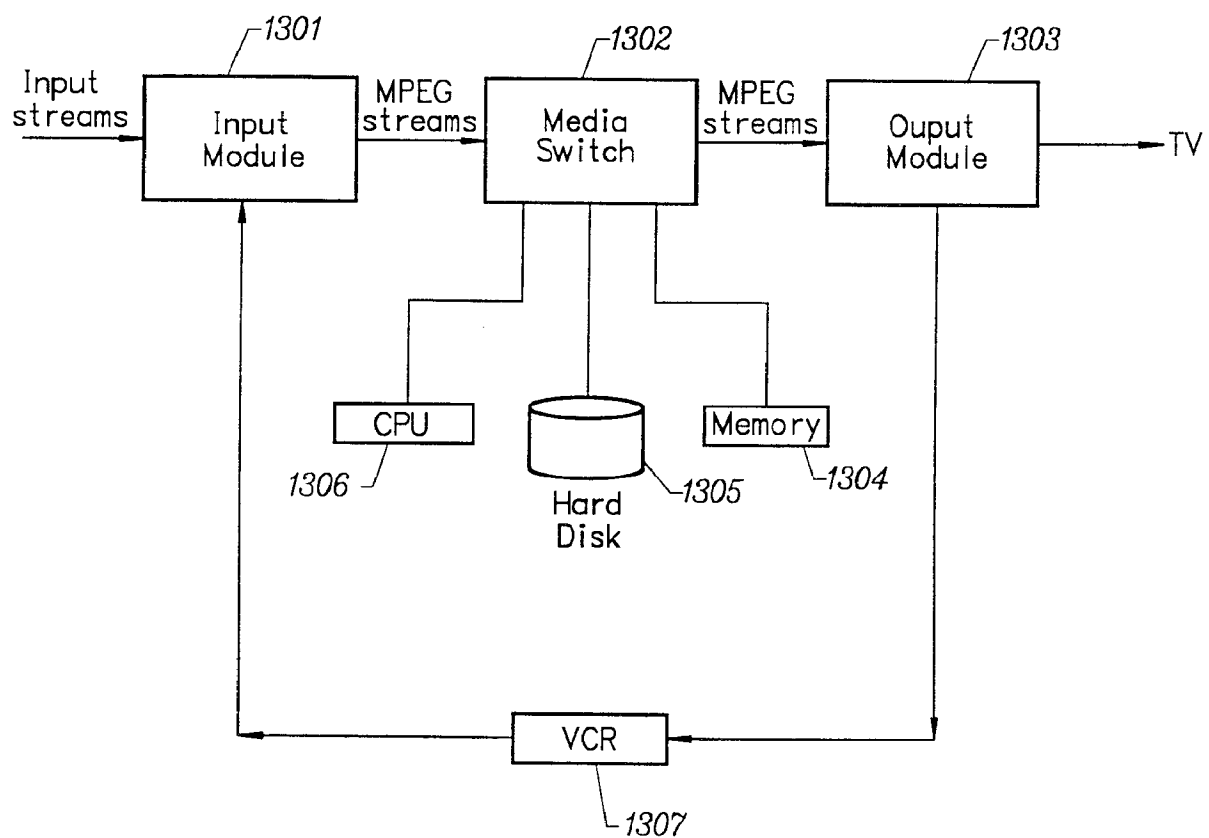 1301
1302
1303
Input
streams
Input
Module
MPEG
streams
Media
Switch
MPEG
streams
Ouput
Module
TV
CPU
1306
Hard
Disk
1305
Memory
1304
VCR
1307